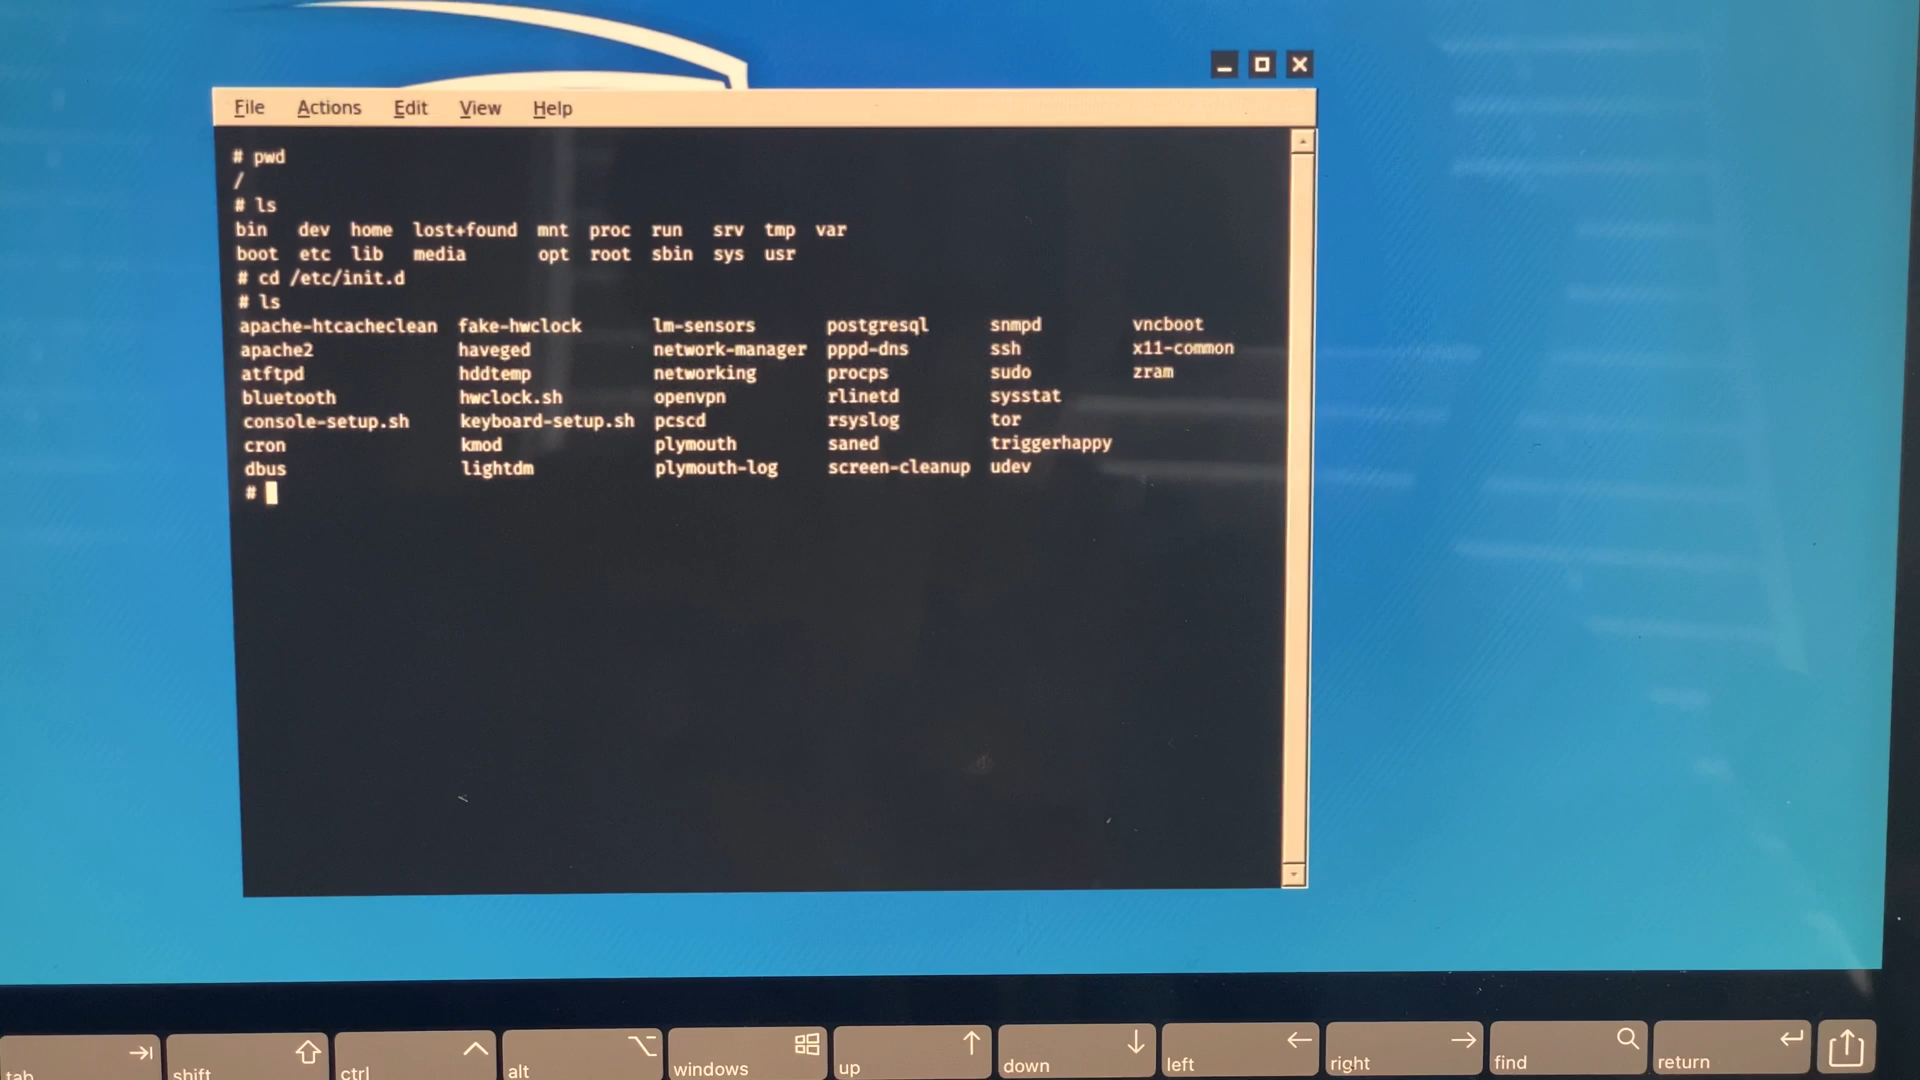 File Actions Edit View Help
# pwd
/
# ls
bin dev home lost+found mnt proc run srv tmp var
boot etc lib media opt root sbin sys usr
# cd /etc/init.d
# ls
apache-htcacheclean fake-hwclock lm-sensors postgresql snmpd vncboot
apache2 haveged network-manager pppd-dns ssh x11-common
atftpd hddtemp networking procps sudo zram
bluetooth hwclock.sh openvpn rlinetd sysstat
console-setup.sh keyboard-setup.sh pcscd rsyslog tor
cron kmod plymouth saned triggerhappy
dbus lightdm plymouth-log screen-cleanup udev
#
tab shift ctrl alt windows up down left right find return